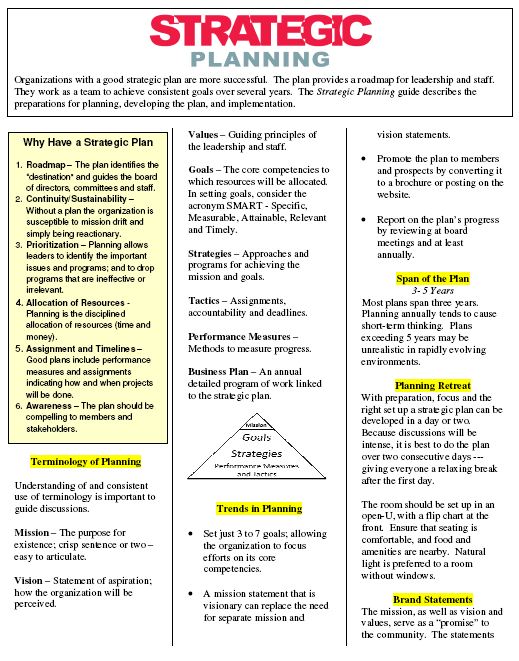 STRATEGIC
PLANNING
Organizations with a good strategic plan are more successful. The plan provides a roadmap for leadership and staff.
They work as a team to achieve consistent goals over several years. The Strategic Planning guide describes the
preparations for planning, developing the plan, and implementation.
Why Have a Strategic Plan
1. Roadmap – The plan identifies the
"destination" and guides the board
of directors, committees and staff.
2. Continuity/Sustainability –
Without a plan the organization is
susceptible to mission drift and
simply being reactionary.
3. Prioritization – Planning allows
leaders to identify the important
issues and programs; and to drop
programs that are ineffective or
irrelevant.
4. Allocation of Resources -
Planning is the disciplined
allocation of resources (time and
money).
5. Assignment and Timelines –
Good plans include performance
measures and assignments
indicating how and when projects
will be done.
6. Awareness – The plan should be
compelling to members and
stakeholders.
Terminology of Planning
Understanding of and consistent
use of terminology is important to
guide discussions.
Mission – The purpose for
existence; crisp sentence or two –
easy to articulate.
Vision – Statement of aspiration;
how the organization will be
perceived.
Values – Guiding principles of
the leadership and staff.
Goals – The core competencies to
which resources will be allocated.
In setting goals, consider the
acronym SMART - Specific,
Measurable, Attainable, Relevant
and Timely.
Strategies – Approaches and
programs for achieving the
mission and goals.
Tactics – Assignments,
accountability and deadlines.
Performance Measures –
Methods to measure progress.
Business Plan – An annual
detailed program of work linked
to the strategic plan.
Mission
Goals
Strategies
Performance Measures
and Tactics
Trends in Planning
• Set just 3 to 7 goals; allowing
the organization to focus
efforts on its core
competencies.
• A mission statement that is
visionary can replace the need
for separate mission and
vision statements.
• Promote the plan to members
and prospects by converting it
to a brochure or posting on the
website.
• Report on the plan's progress
by reviewing at board
meetings and at least
annually.
Span of the Plan
3- 5 Years
Most plans span three years.
Planning annually tends to cause
short-term thinking. Plans
exceeding 5 years may be
unrealistic in rapidly evolving
environments.
Planning Retreat
With preparation, focus and the
right set up a strategic plan can be
developed in a day or two.
Because discussions will be
intense, it is best to do the plan
over two consecutive days ---
giving everyone a relaxing break
after the first day.
The room should be set up in an
open-U, with a flip chart at the
front. Ensure that seating is
comfortable, and food and
amenities are nearby. Natural
light is preferred to a room
without windows.
Brand Statements
The mission, as well as vision and
values, serve as a "promise" to
the community. The statements